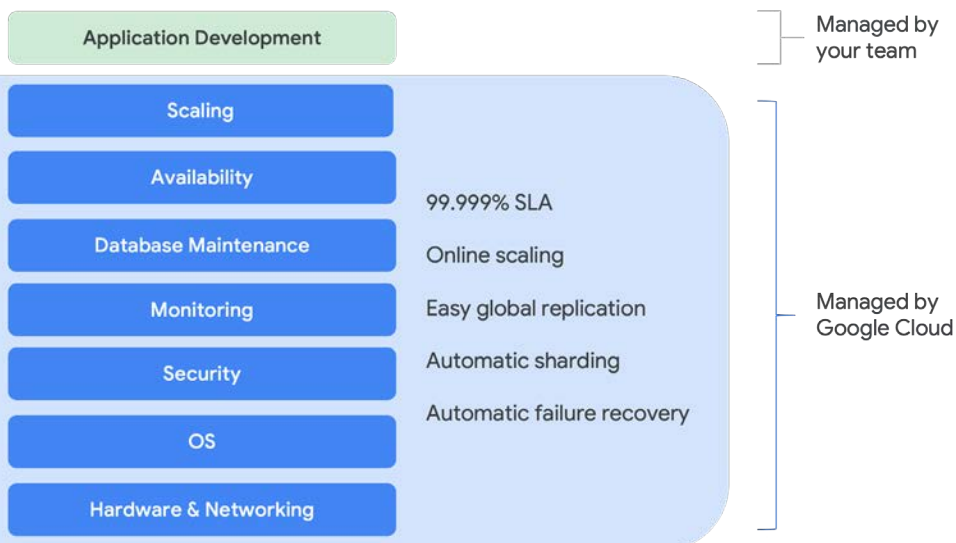 Application Development
Managed by
your team
Scaling
Availability
Database Maintenance
Monitoring
Security
OS
Hardware & Networking
99.999% SLA
Online scaling
Easy global replication
Automatic sharding
Automatic failure recovery
Managed by
Google Cloud